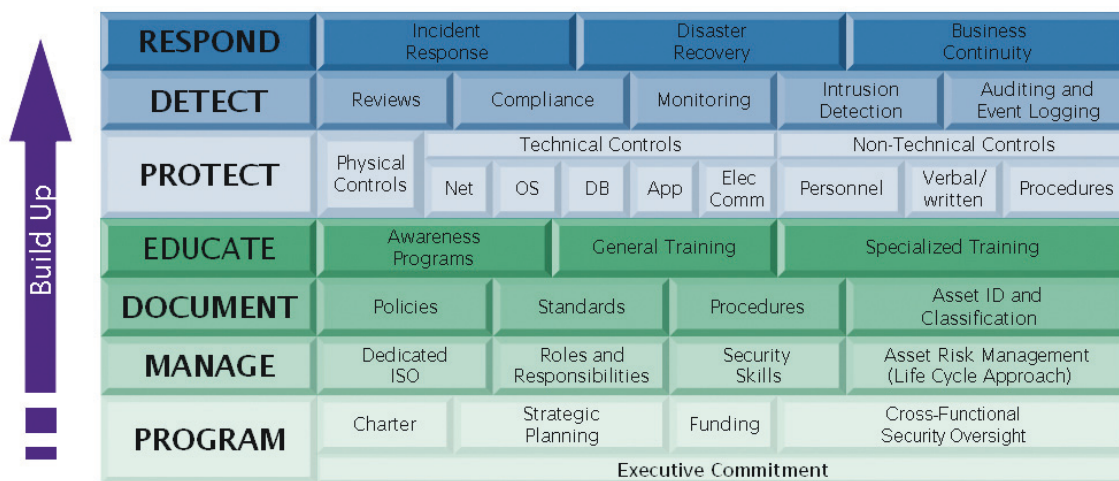 RESPOND
Incident
Response
Disaster
Recovery
Business
Continuity
DETECT
Reviews
Compliance
Monitoring
Intrusion
Detection
Auditing and
Event Logging
PROTECT
Physical
Controls
Technical Controls
Net
OS
DB
App
Elec
Comm
Non-Technical Controls
Personnel
Verbal/
written
Procedures
EDUCATE
Awareness
Programs
General Training
Specialized Training
DOCUMENT
Policies
Standards
Procedures
Asset ID and
Classification
MANAGE
Dedicated
ISO
Roles and
Responsibilities
Security
Skills
Asset Risk Management
(Life Cycle Approach)
PROGRAM
Charter
Strategic
Planning
Funding
Cross-Functional
Security Oversight
Executive Commitment
Build Up